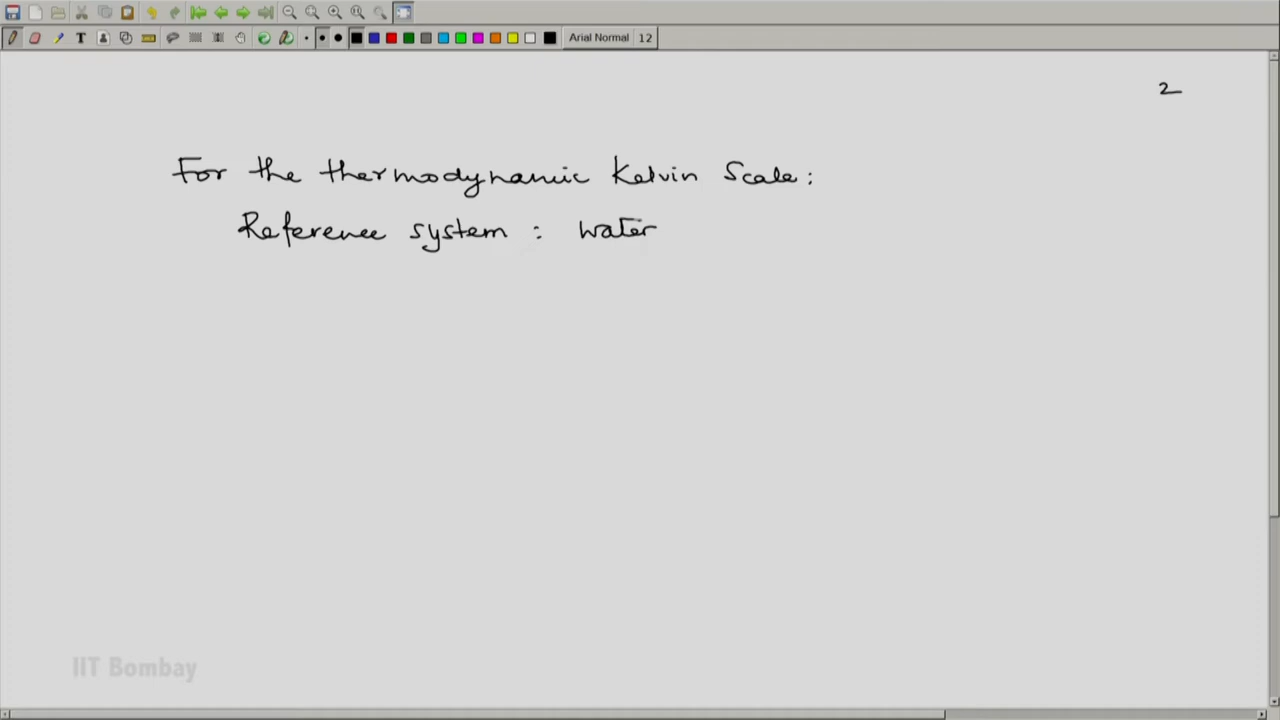 Arial Normal 12
2
For the thermodynamic Kelvin Scale:
Reference system : water
IIT Bombay